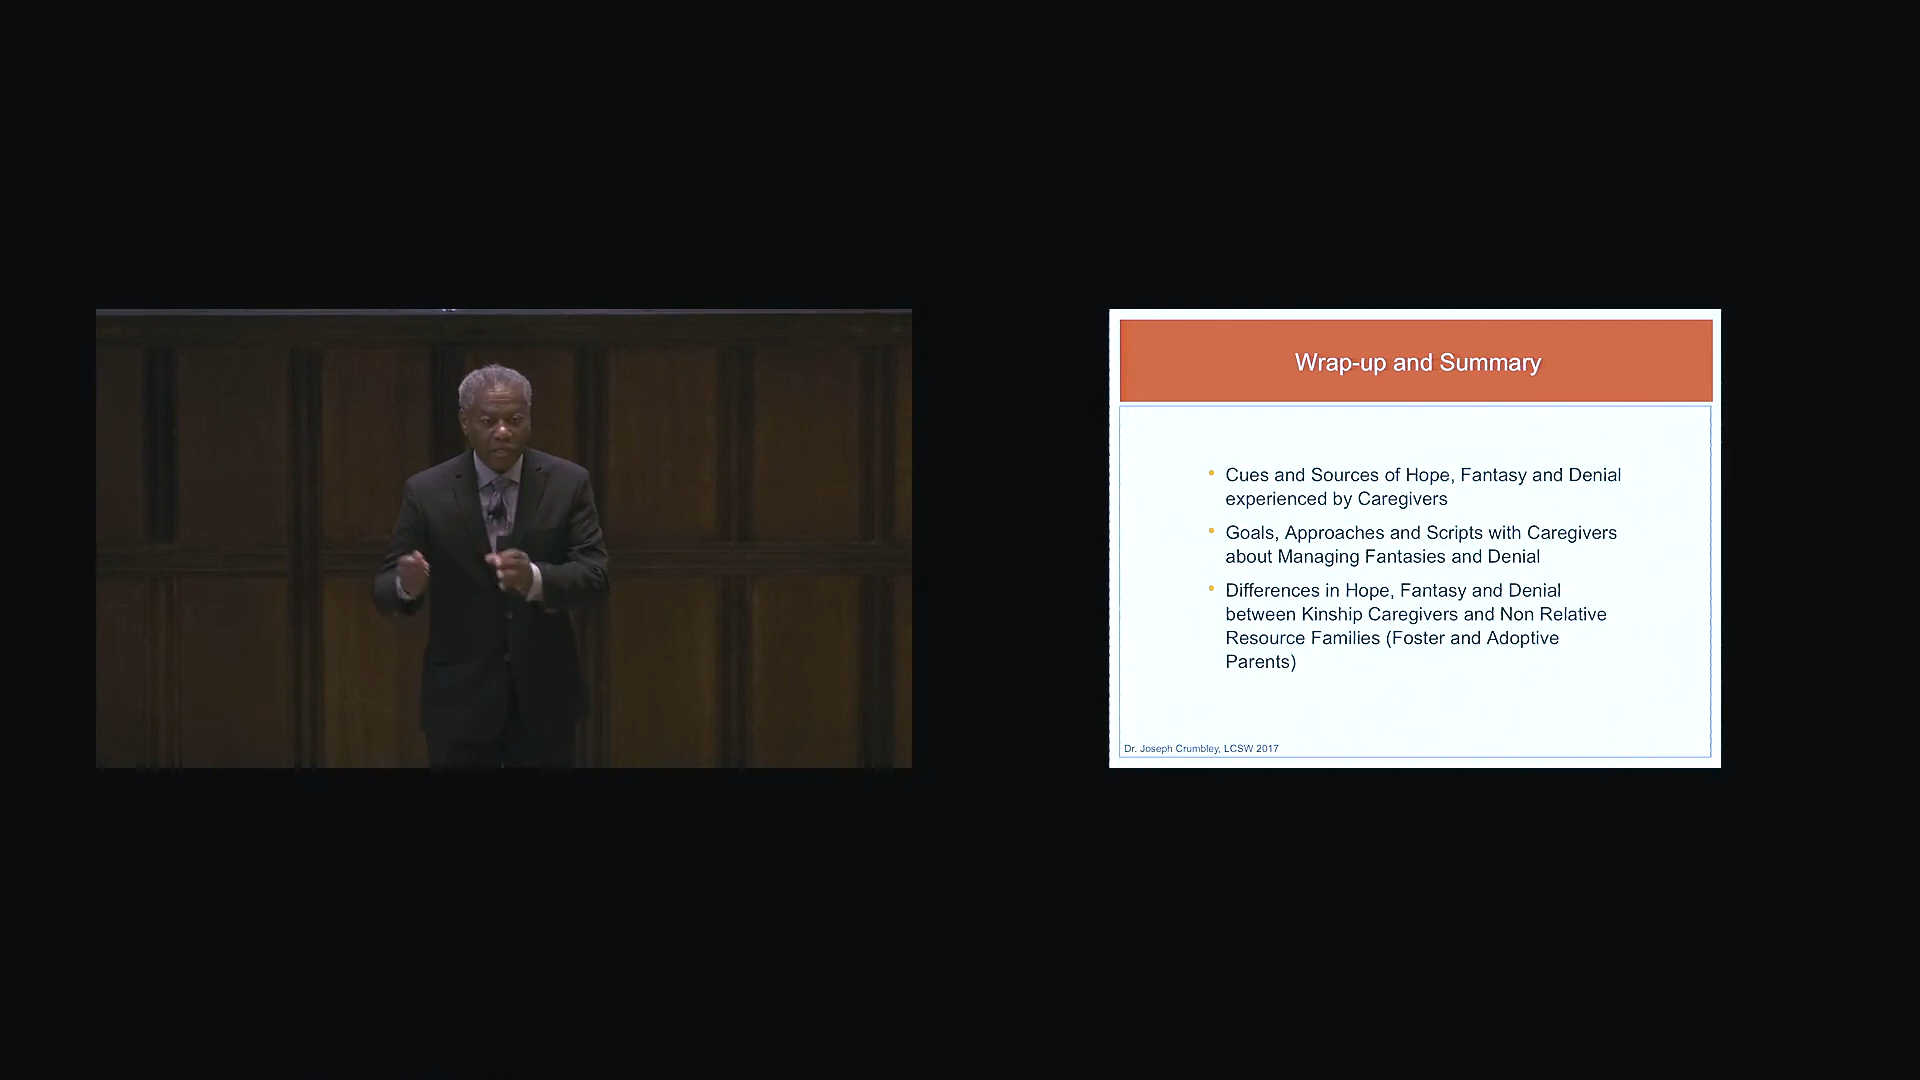 Wrap-up and Summary
Cues and Sources of Hope, Fantasy and Denial
experienced by Caregivers
Goals, Approaches and Scripts with Caregivers
about Managing Fantasies and Denial
Differences in Hope, Fantasy and Denial
between Kinship Caregivers and Non Relative
Resource Families (Foster and Adoptive
Parents)
Dr. Joseph Crumbley, LCSW 2017